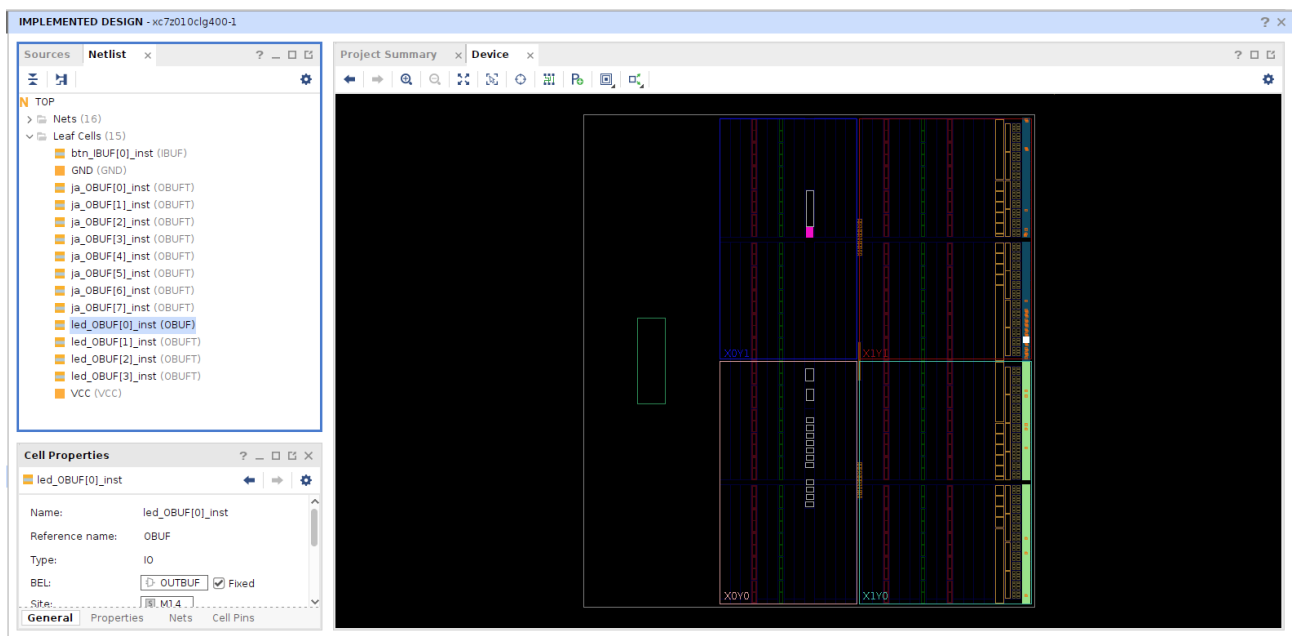 IMPLEMENTED DESIGN - xc7z010clg400-1
Sources Netlist
TOP
Nets (16)
Leaf Cells (15)
btn_IBUF[0]_inst (IBUF)
GND (GND)
ja_OBUF[0]_inst (OBUFT)
ja_OBUF[1]_inst (OBUFT)
ja_OBUF[2]_inst (OBUFT)
ja_OBUF[3]_inst (OBUFT)
ja_OBUF[4]_inst (OBUFT)
ja_OBUF[5]_inst (OBUFT)
ja_OBUF[6]_inst (OBUFT)
ja_OBUF[7]_inst (OBUFT)
led_OBUF[0]_inst (OBUF)
led_OBUF[1]_inst (OBUFT)
led_OBUF[2]_inst (OBUFT)
led_OBUF[3]_inst (OBUFT)
VCC (VCC)
Cell Properties
led_OBUF[0]_inst
Name: led_OBUF[0]_inst
Reference name: OBUF
Type: IO
BEL: OUTBUF Fixed
Site: M14
General Properties Nets Cell Pins
Project Summary Device
X0Y1 X1Y1
X0Y0 X1Y0